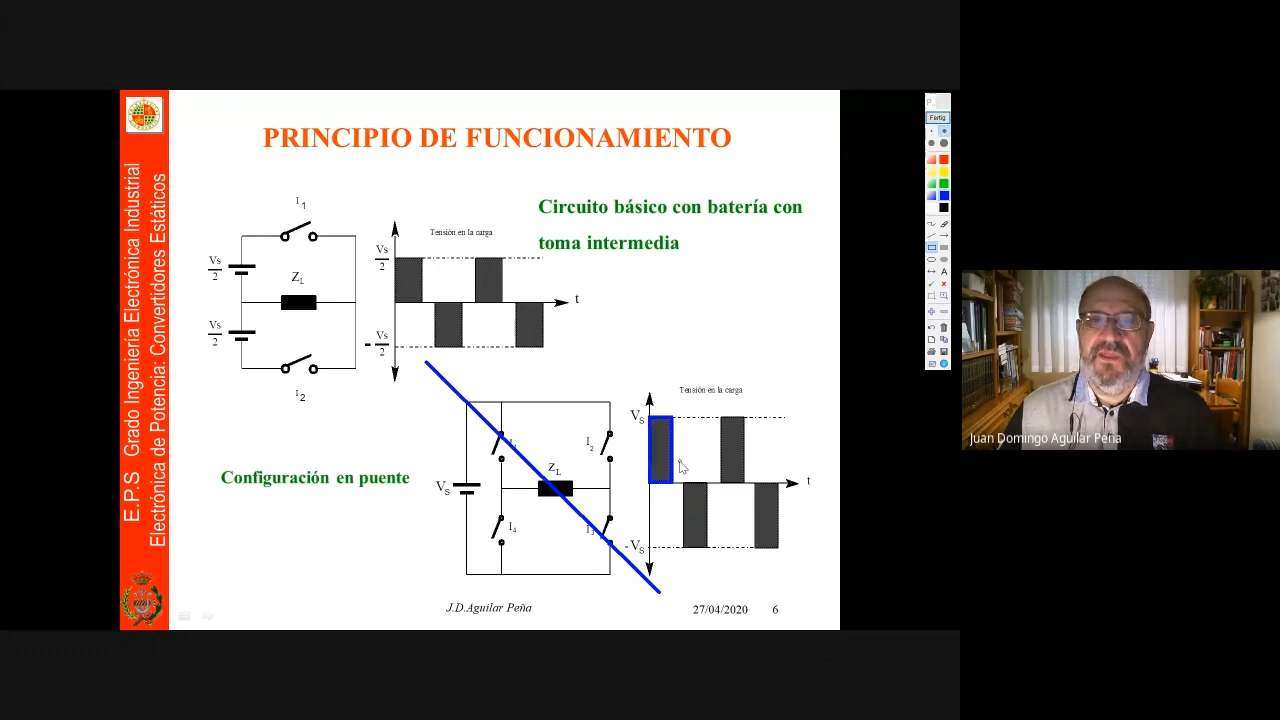 PRINCIPIO DE FUNCIONAMIENTO
E.P.S Grado Ingeniería Electrónica Industrial
Electrónica de Potencia: Convertidores Estáticos
Circuito básico con batería con
toma intermedia
I1
Vs
2
ZL
Vs
2
I2
Tensión en la carga
Vs
2
t
- Vs
2
Configuración en puente
VS
I2
ZL
I4
I3
Tensión en la carga
VS
t
-VS
J.D.Aguilar Peña
27/04/2020
6
P..
Fertig
A
Juan Domingo Aguilar Peña